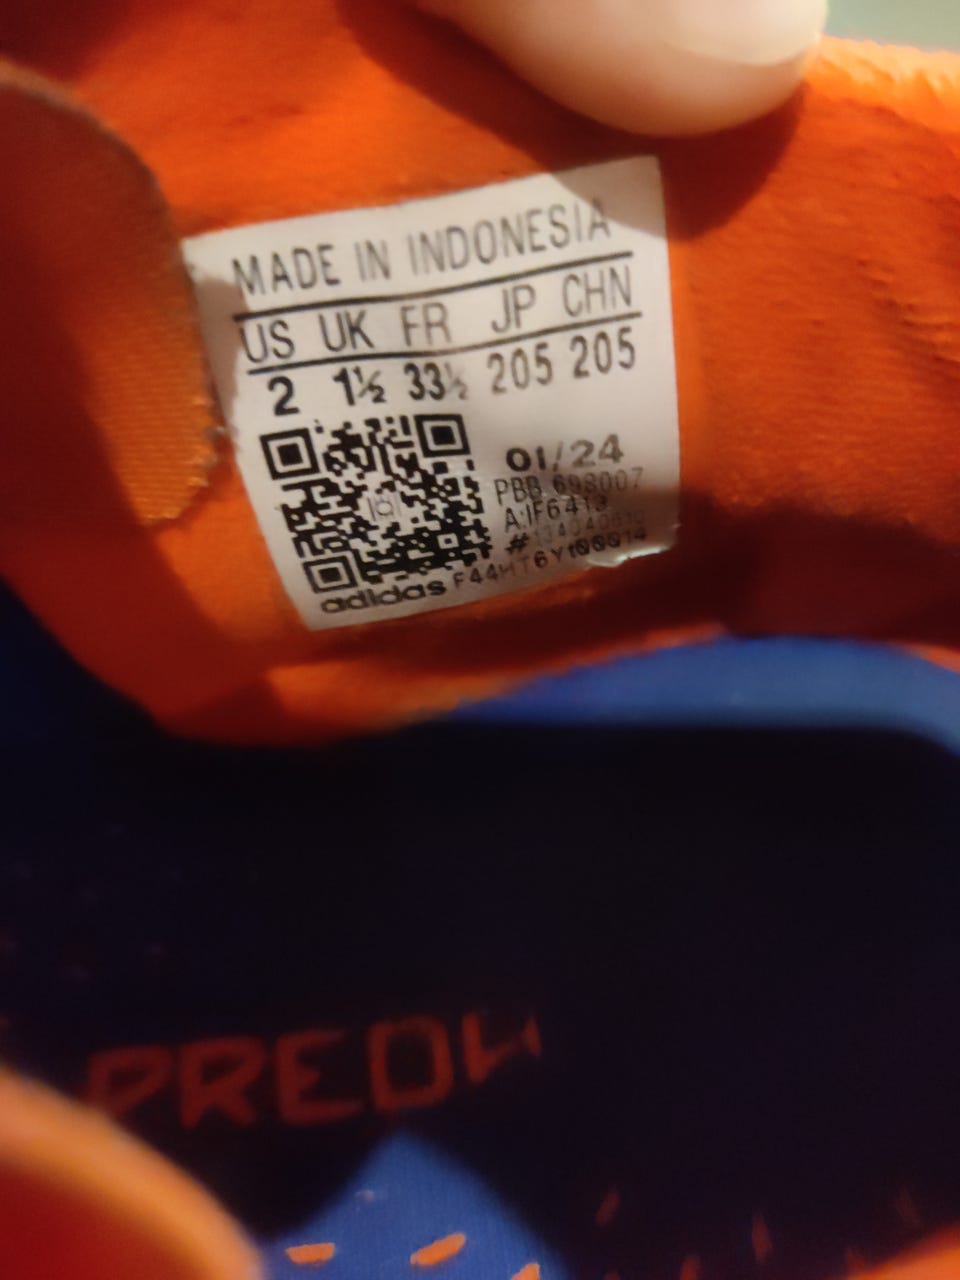 MADE IN INDONESIA
US UK FR JP CHN
2 1½ 33½ 205 205
01/24
PBB 698007
A:IF6413
adidas
PRED